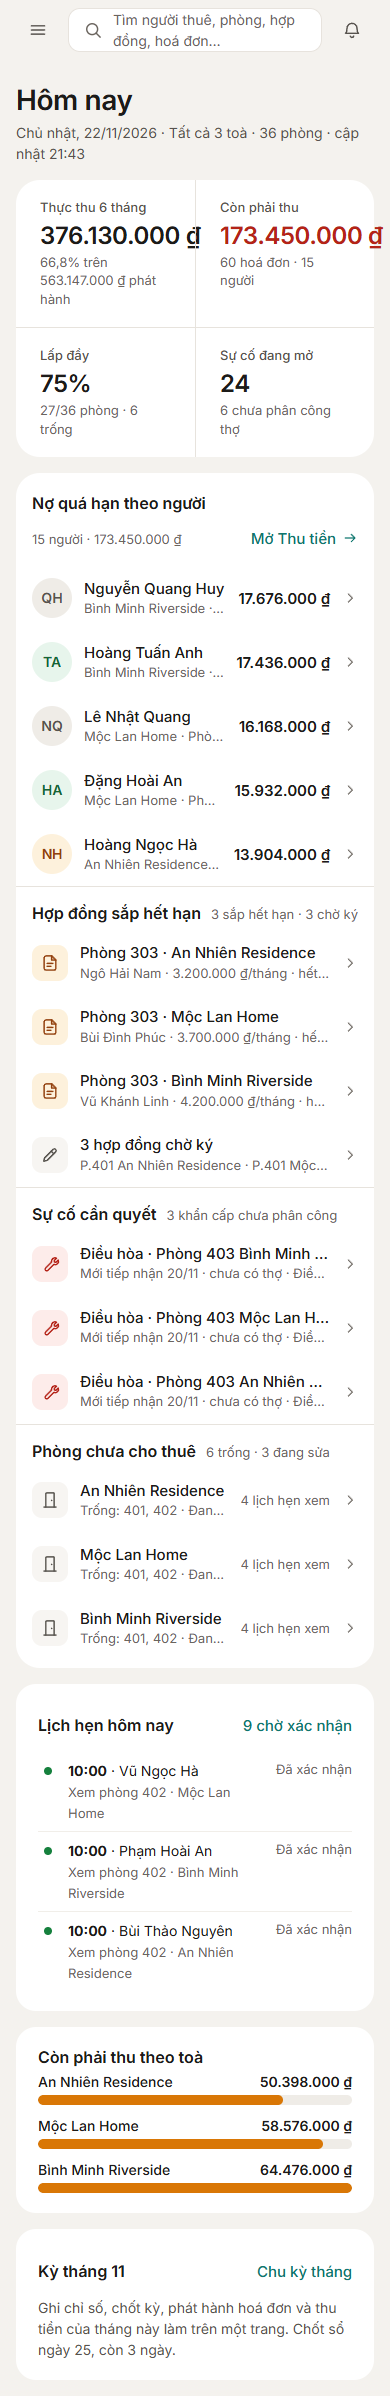 Tìm người thuê, phòng, hợp
đồng, hoá đơn...
Hôm nay
Chủ nhật, 22/11/2026 · Tất cả 3 toà · 36 phòng · cập
nhật 21:43
Thực thu 6 tháng
376.130.000 ₫
66,8% trên
563.147.000 ₫ phát
hành
Còn phải thu
173.450.000 ₫
60 hoá đơn · 15
người
Lấp đầy
75%
27/36 phòng · 6
trống
Sự cố đang mở
24
6 chưa phân công
thợ
Nợ quá hạn theo người
15 người · 173.450.000 ₫
Mở Thu tiền →
QH
Nguyễn Quang Huy
Bình Minh Riverside ·...
17.676.000 ₫
TA
Hoàng Tuấn Anh
Bình Minh Riverside ·...
17.436.000 ₫
NQ
Lê Nhật Quang
Mộc Lan Home · Phò...
16.168.000 ₫
HA
Đặng Hoài An
Mộc Lan Home · Ph...
15.932.000 ₫
NH
Hoàng Ngọc Hà
An Nhiên Residence...
13.904.000 ₫
Hợp đồng sắp hết hạn 3 sắp hết hạn · 3 chờ ký
Phòng 303 · An Nhiên Residence
Ngô Hải Nam · 3.200.000 ₫/tháng · hết...
Phòng 303 · Mộc Lan Home
Bùi Đình Phúc · 3.700.000 ₫/tháng · hế...
Phòng 303 · Bình Minh Riverside
Vũ Khánh Linh · 4.200.000 ₫/tháng · h...
3 hợp đồng chờ ký
P.401 An Nhiên Residence · P.401 Mộc...
Sự cố cần quyết 3 khẩn cấp chưa phân công
Điều hòa · Phòng 403 Bình Minh ...
Mới tiếp nhận 20/11 · chưa có thợ · Điề...
Điều hòa · Phòng 403 Mộc Lan H...
Mới tiếp nhận 20/11 · chưa có thợ · Điề...
Điều hòa · Phòng 403 An Nhiên ...
Mới tiếp nhận 20/11 · chưa có thợ · Điề...
Phòng chưa cho thuê 6 trống · 3 đang sửa
An Nhiên Residence
Trống: 401, 402 · Đan...
4 lịch hẹn xem
Mộc Lan Home
Trống: 401, 402 · Đan...
4 lịch hẹn xem
Bình Minh Riverside
Trống: 401, 402 · Đan...
4 lịch hẹn xem
Lịch hẹn hôm nay
9 chờ xác nhận
10:00 · Vũ Ngọc Hà
Đã xác nhận
Xem phòng 402 · Mộc Lan
Home
10:00 · Phạm Hoài An
Đã xác nhận
Xem phòng 402 · Bình Minh
Riverside
10:00 · Bùi Thảo Nguyên
Đã xác nhận
Xem phòng 402 · An Nhiên
Residence
Còn phải thu theo toà
An Nhiên Residence 50.398.000 ₫
Mộc Lan Home 58.576.000 ₫
Bình Minh Riverside 64.476.000 ₫
Kỳ tháng 11
Chu kỳ tháng
Ghi chỉ số, chốt kỳ, phát hành hoá đơn và thu
tiền của tháng này làm trên một trang. Chốt sổ
ngày 25, còn 3 ngày.